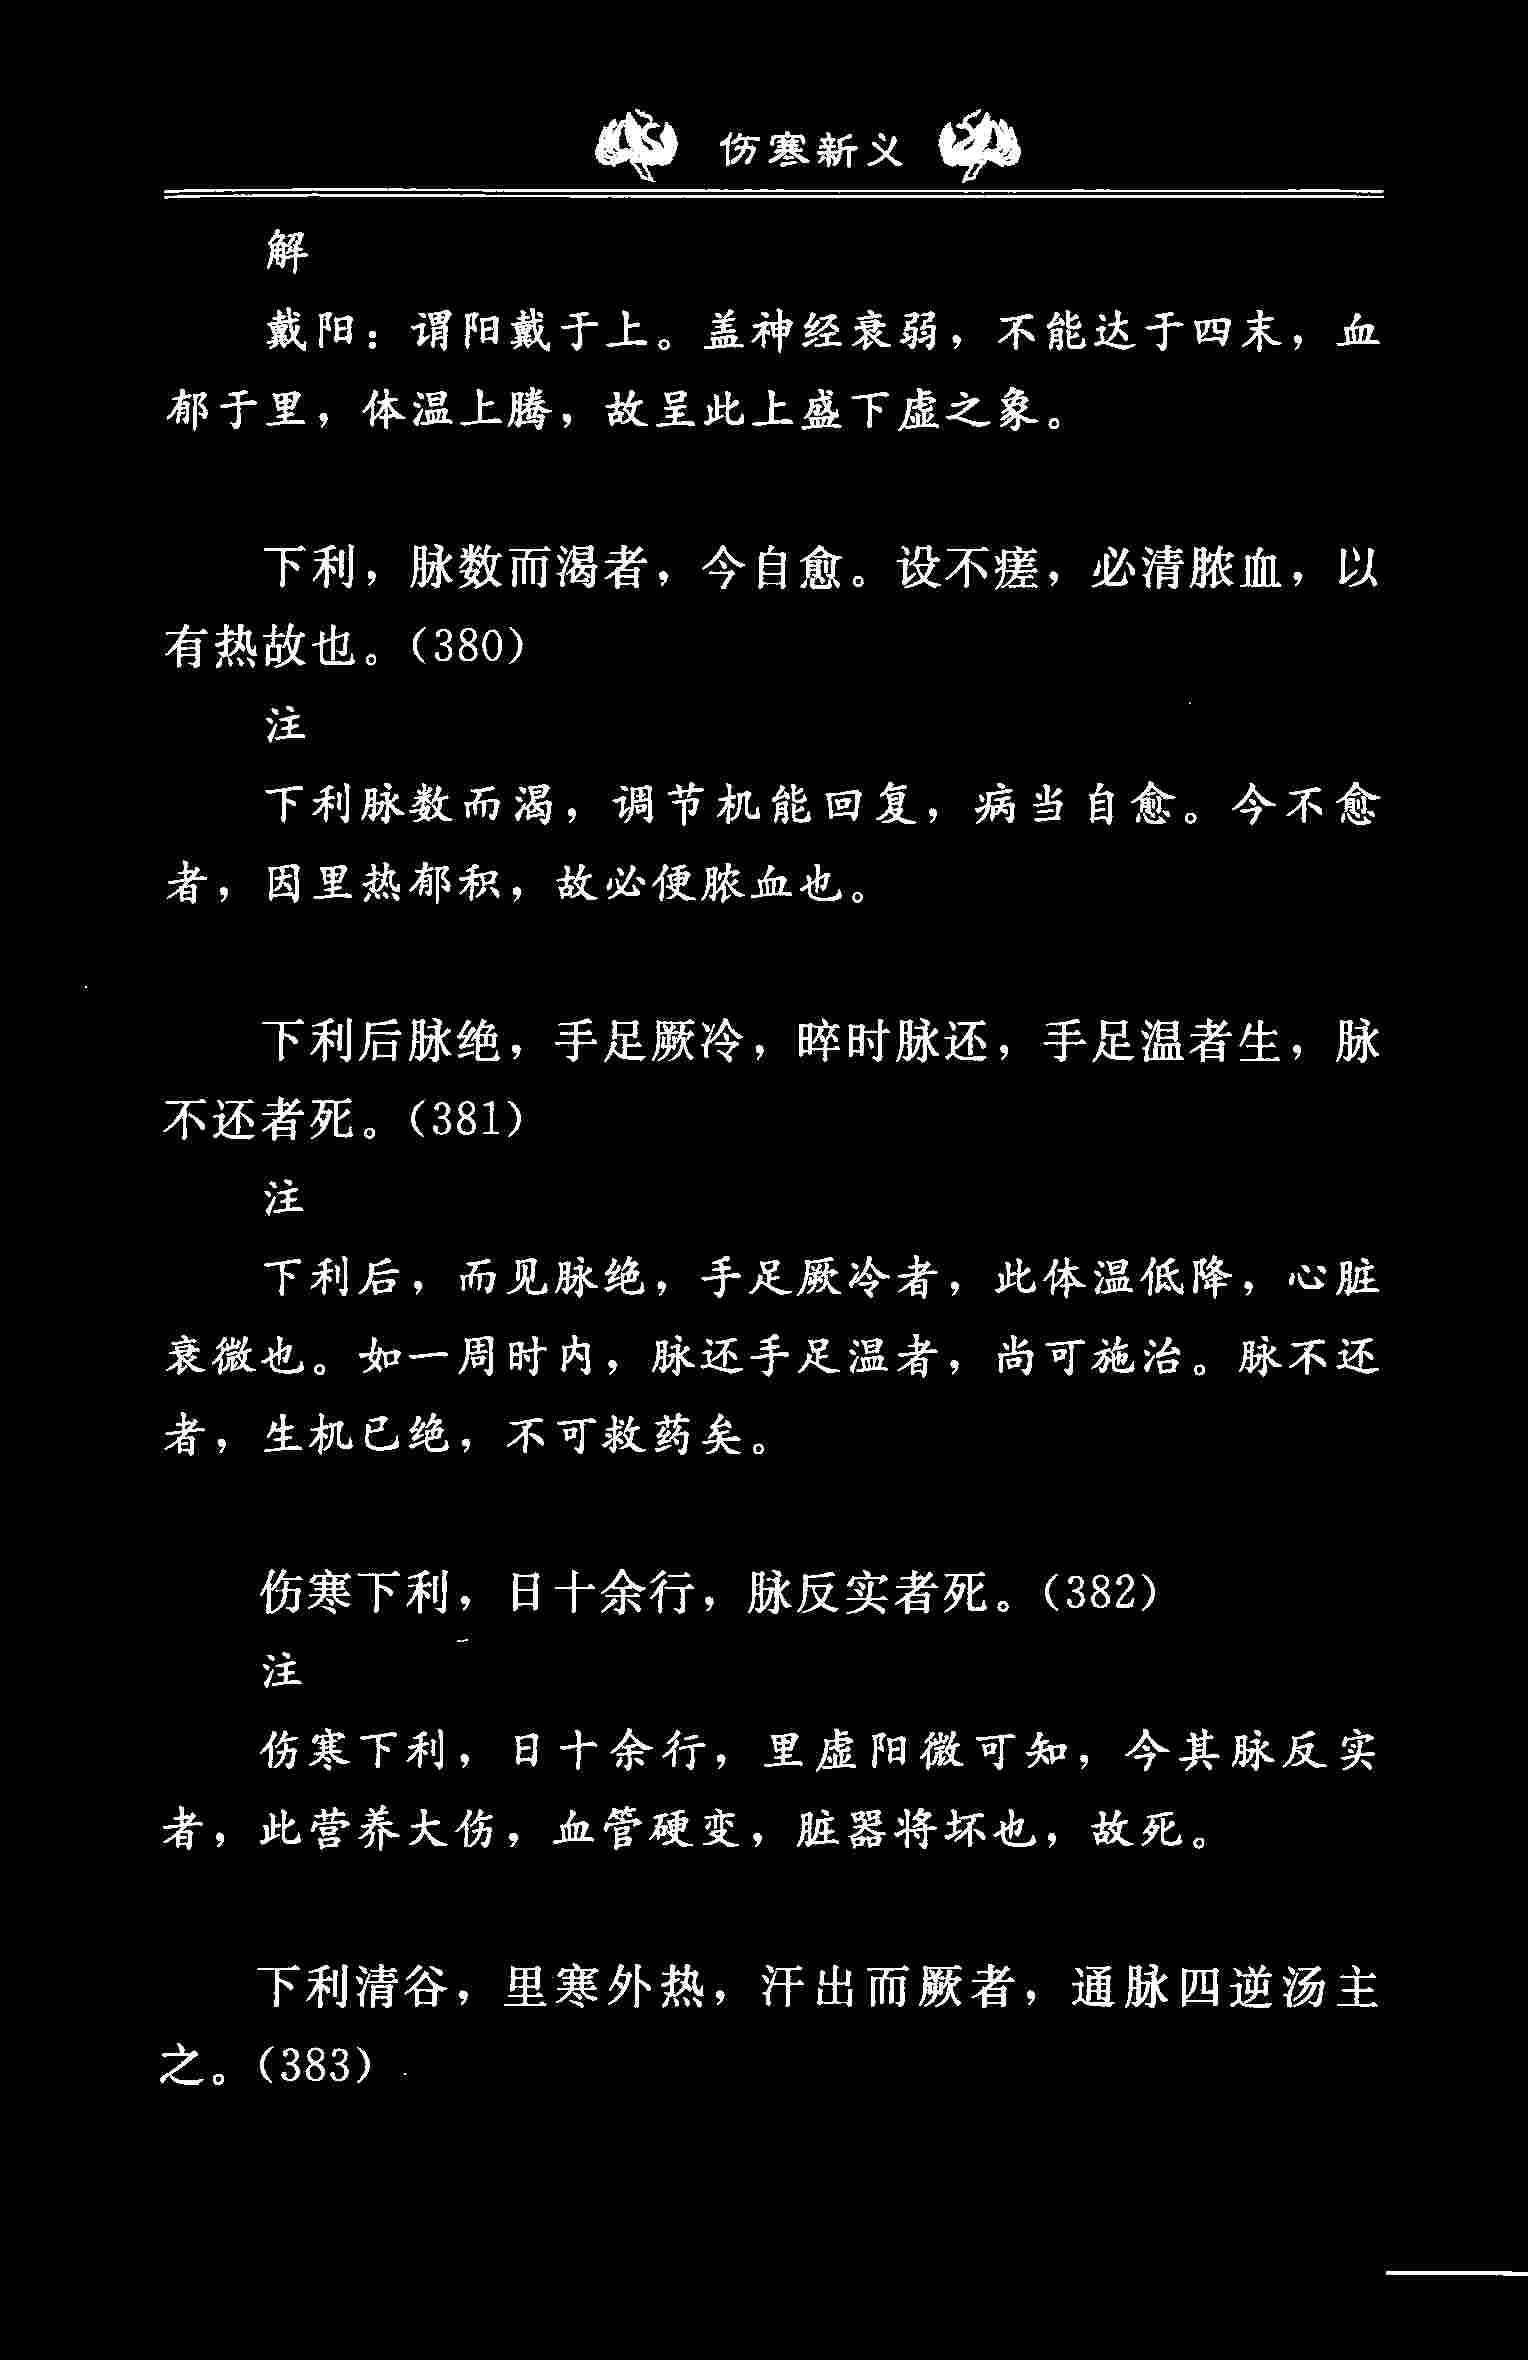 伤寒新义
解
戴阳：谓阳戴于上。盖神经衰弱，不能达于四末，血
郁于里，体温上腾，故呈此上盛下虚之象。
下利，脉数而渴者，今自愈。设不瘥，必清脓血，以
有热故也。（380）
注
下利脉数而渴，调节机能回复，病当自愈。今不愈
者，因里热郁积，故必便脓血也。
下利后脉绝，手足厥冷，晬时脉还，手足温者生，脉
不还者死。（381）
注
下利后，而见脉绝，手足厥冷者，此体温低降，心脏
衰微也。如一周时内，脉还手足温者，尚可施治。脉不还
者，生机已绝，不可救药矣。
伤寒下利，日十余行，脉反实者死。（382）
注
伤寒下利，日十余行，里虚阳微可知，今其脉反实
者，此营养大伤，血管硬变，脏器将坏也，故死。
下利清谷，里寒外热，汗出而厥者，通脉四逆汤主
之。（383）